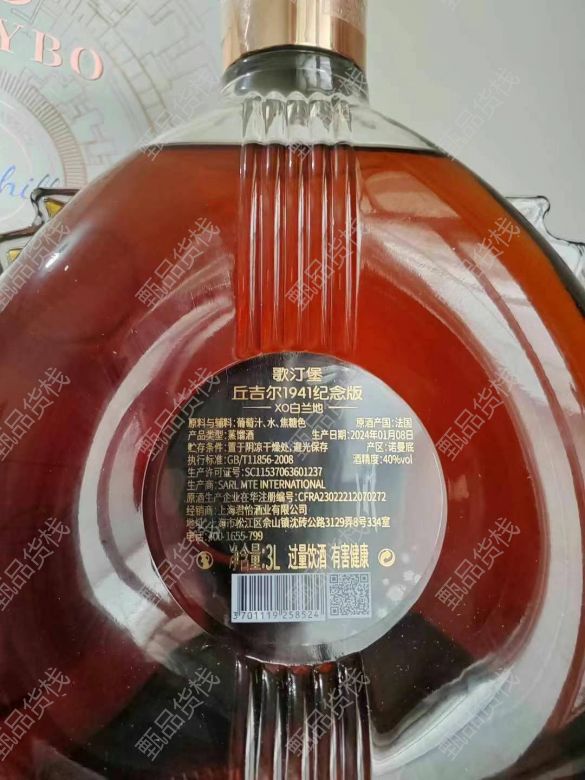 YBO
歌汀堡
丘吉尔1941纪念版
XO白兰地
原料与辅料:葡萄汁、水、焦糖色 原酒产国:法国
产品类型:蒸馏酒 生产日期:2024年01月08日
贮存条件:置于阴凉干燥处,避光保存 产区:诺曼底
执行标准:GB/T11856-2008 酒精度:40%vol
生产许可证号:SC11537063601237
生产商:SARL MTE INTERNATIONAL
原酒生产企业在华注册编号:CFRA23022212070272
经销商:上海君怡酒业有限公司
地址:上海市松江区佘山镇沈砖公路3129弄8号334室
电话:400-1655-799
净含量:3L 过量饮酒 有害健康
3701119258524
甄品货栈